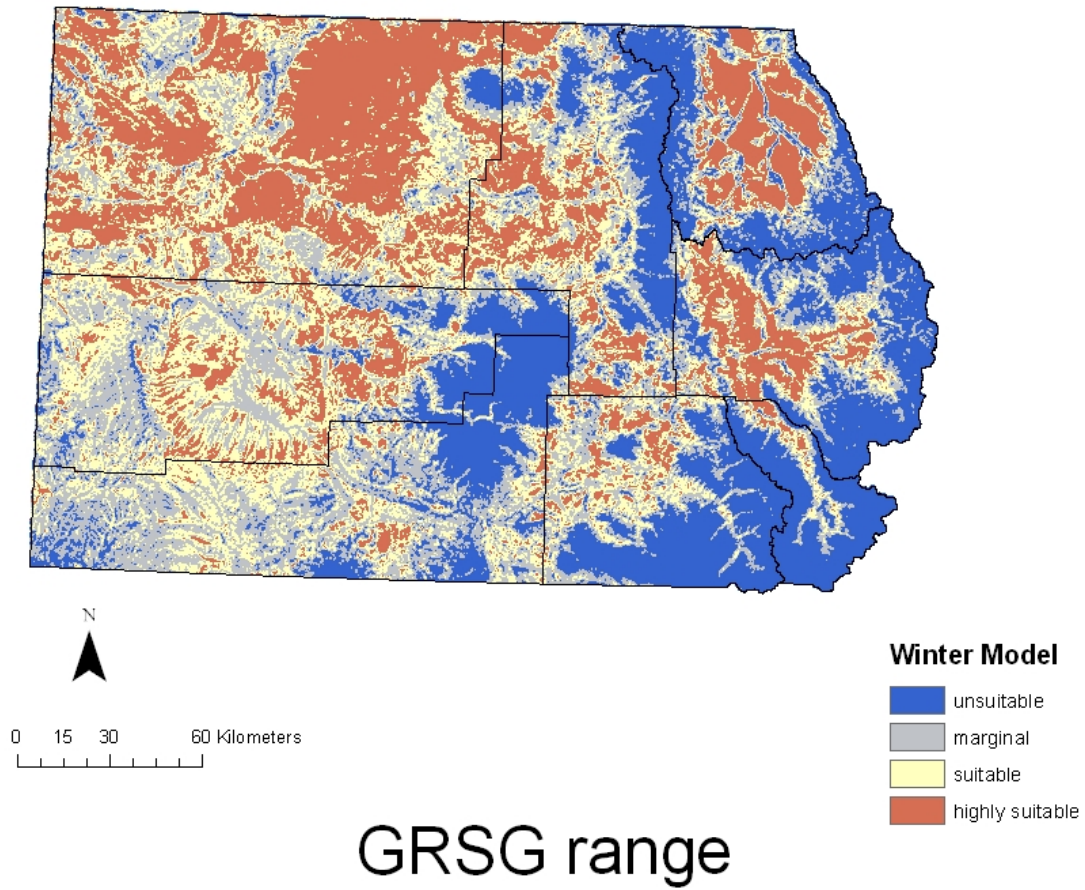 N
0 15 30 60 Kilometers
Winter Model
unsuitable
marginal
suitable
highly suitable
GRSG range